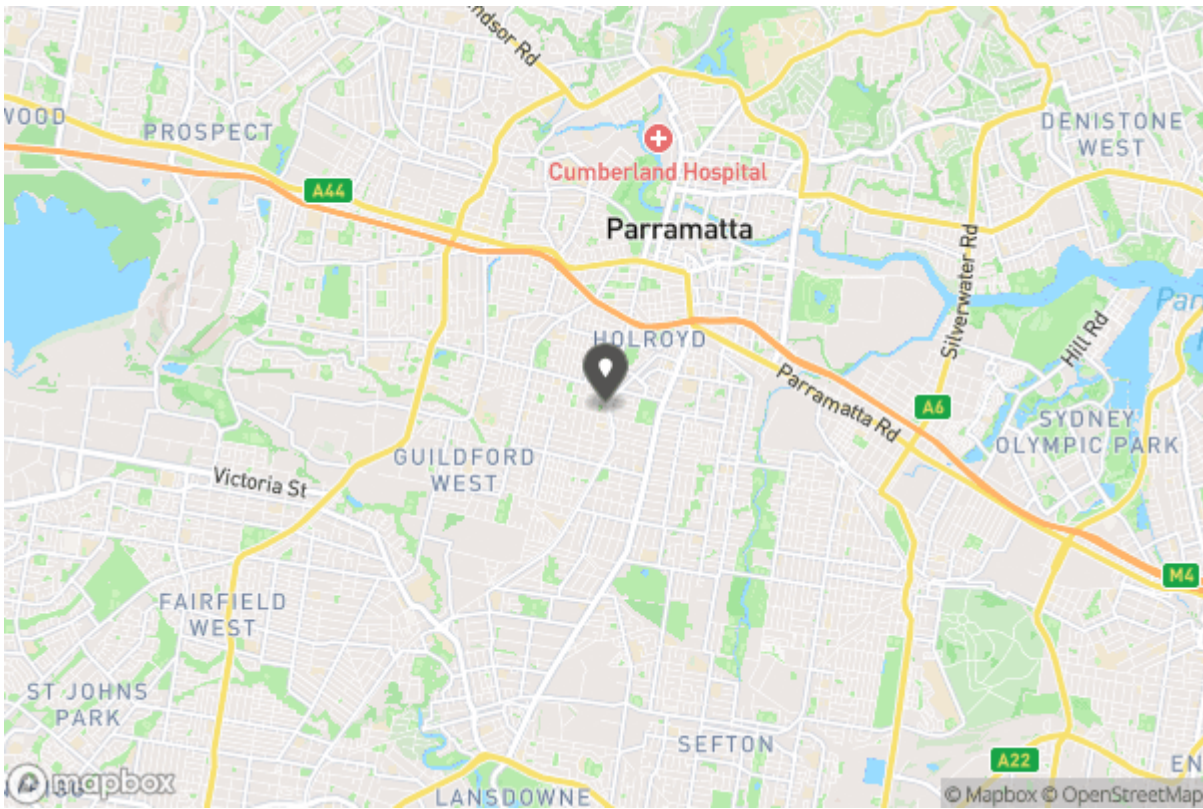 ndsor Rd
WOOD
PROSPECT
DENISTONE
WEST
Cumberland Hospital
A44
Parramatta
Silverwater Rd
Par
Hill Rd
HOLROYD
Parramatta Rd
A6
SYDNEY
OLYMPIC PARK
GUILDFORD
WEST
Victoria St
M4
FAIRFIELD
WEST
ST JOHNS
PARK
SEFTON
A22
EN
mapbox
LANSDOWNE
© Mapbox © OpenStreetMap